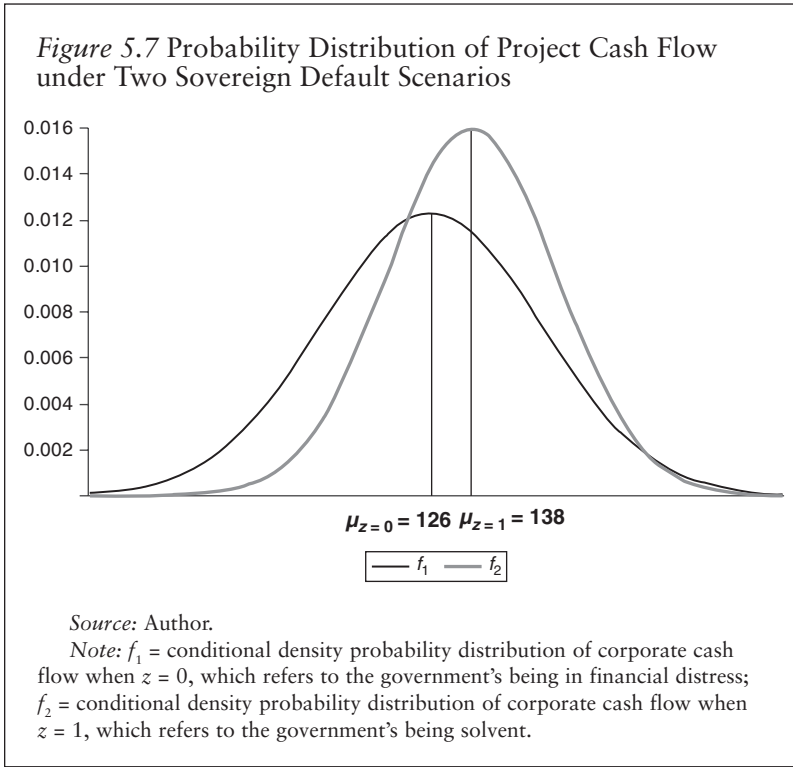 Figure 5.7 Probability Distribution of Project Cash Flow
under Two Sovereign Default Scenarios
0.016
0.014
0.012
0.010
0.008
0.006
0.004
0.002
μz = 0 = 126 μz = 1 = 138
f1 f2
Source: Author.
Note: f1 = conditional density probability distribution of corporate cash
flow when z = 0, which refers to the government's being in financial distress;
f2 = conditional density probability distribution of corporate cash flow when
z = 1, which refers to the government's being solvent.